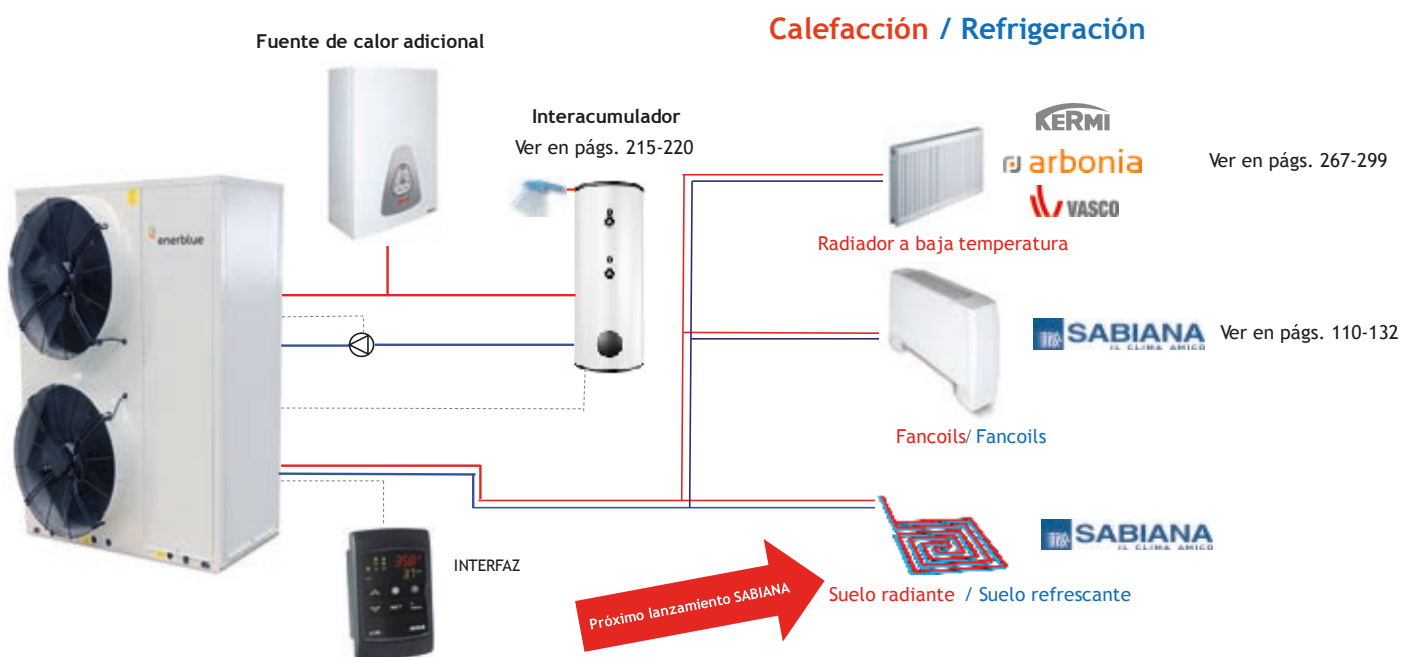 Calefacción / Refrigeración
Fuente de calor adicional
Interacumulador
Ver en págs. 215-220
enerblue
KERMI
arbonia
VASCO
Ver en págs. 267-299
Radiador a baja temperatura
SABIANA
IL CLIMA AMICO
Ver en págs. 110-132
Fancoils/ Fancoils
INTERFAZ
Próximo lanzamiento SABIANA
SABIANA
IL CLIMA AMICO
Suelo radiante / Suelo refrescante